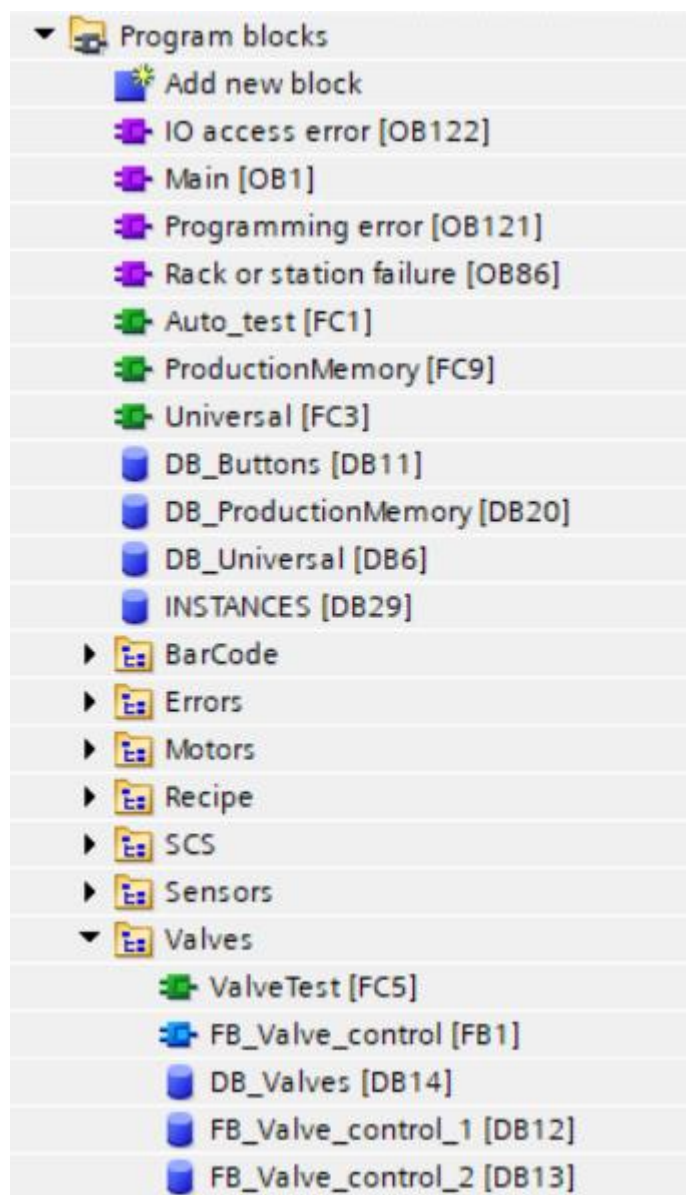 Program blocks
Add new block
IO access error [OB122]
Main [OB1]
Programming error [OB121]
Rack or station failure [OB86]
Auto_test [FC1]
ProductionMemory [FC9]
Universal [FC3]
DB_Buttons [DB11]
DB_ProductionMemory [DB20]
DB_Universal [DB6]
INSTANCES [DB29]
BarCode
Errors
Motors
Recipe
SCS
Sensors
Valves
ValveTest [FC5]
FB_Valve_control [FB1]
DB_Valves [DB14]
FB_Valve_control_1 [DB12]
FB_Valve_control_2 [DB13]